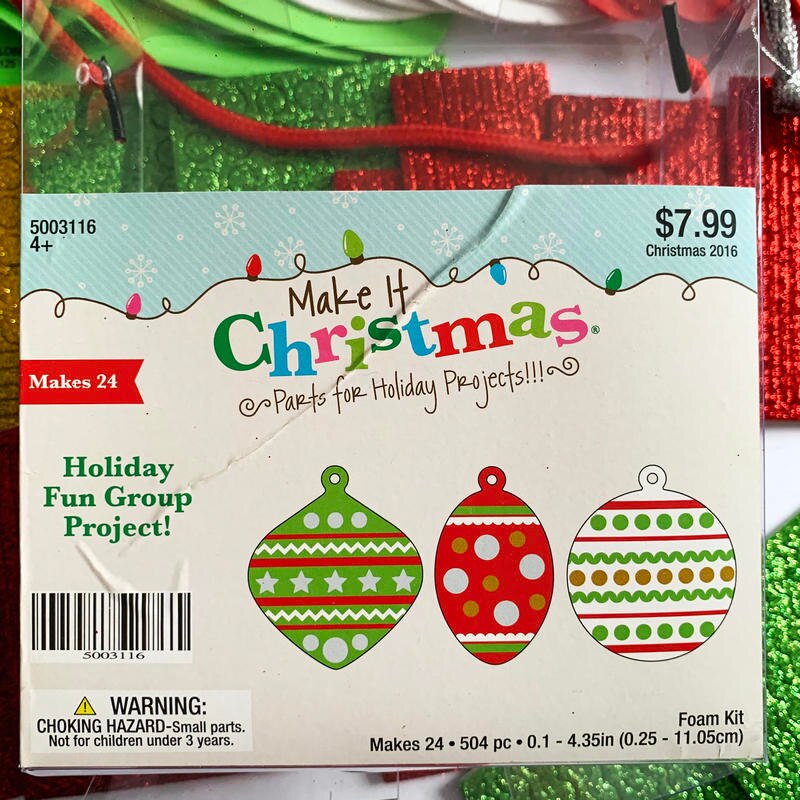 5003116
4+
$7.99
Christmas 2016
Make It
Christmas®
Parts for Holiday Projects!!!
Makes 24
Holiday
Fun Group
Project!
5003116
WARNING:
CHOKING HAZARD-Small parts.
Not for children under 3 years.
Foam Kit
Makes 24 • 504 pc • 0.1 - 4.35in (0.25 - 11.05cm)